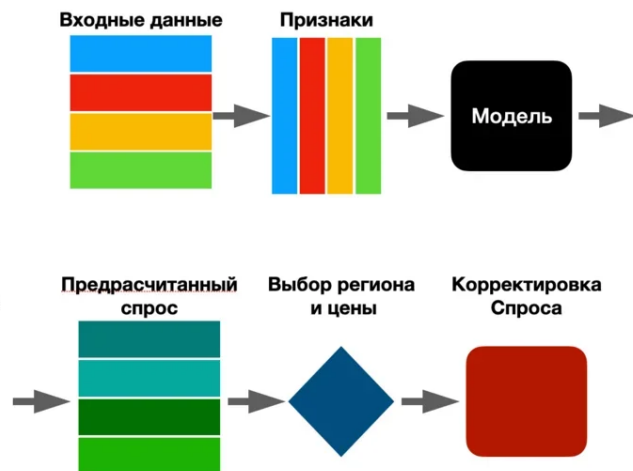 Входные данные
Признаки
Модель
Предрасчитанный
спрос
Выбор региона
и цены
Корректировка
Спроса